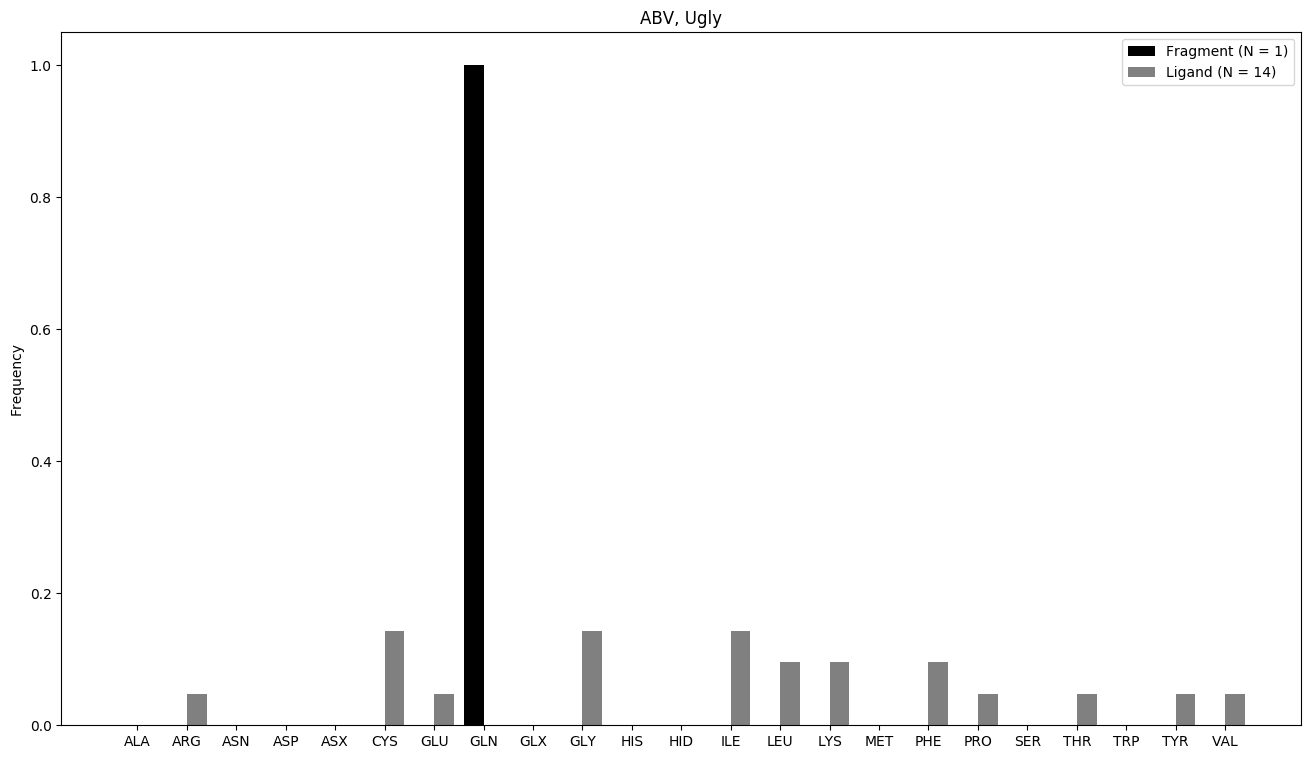 ABV, Ugly
Fragment (N = 1)
Ligand (N = 14)
Frequency
1.0
0.8
0.6
0.4
0.2
0.0
ALA ARG ASN ASP ASX CYS GLU GLN GLX GLY HIS HID ILE LEU LYS MET PHE PRO SER THR TRP TYR VAL